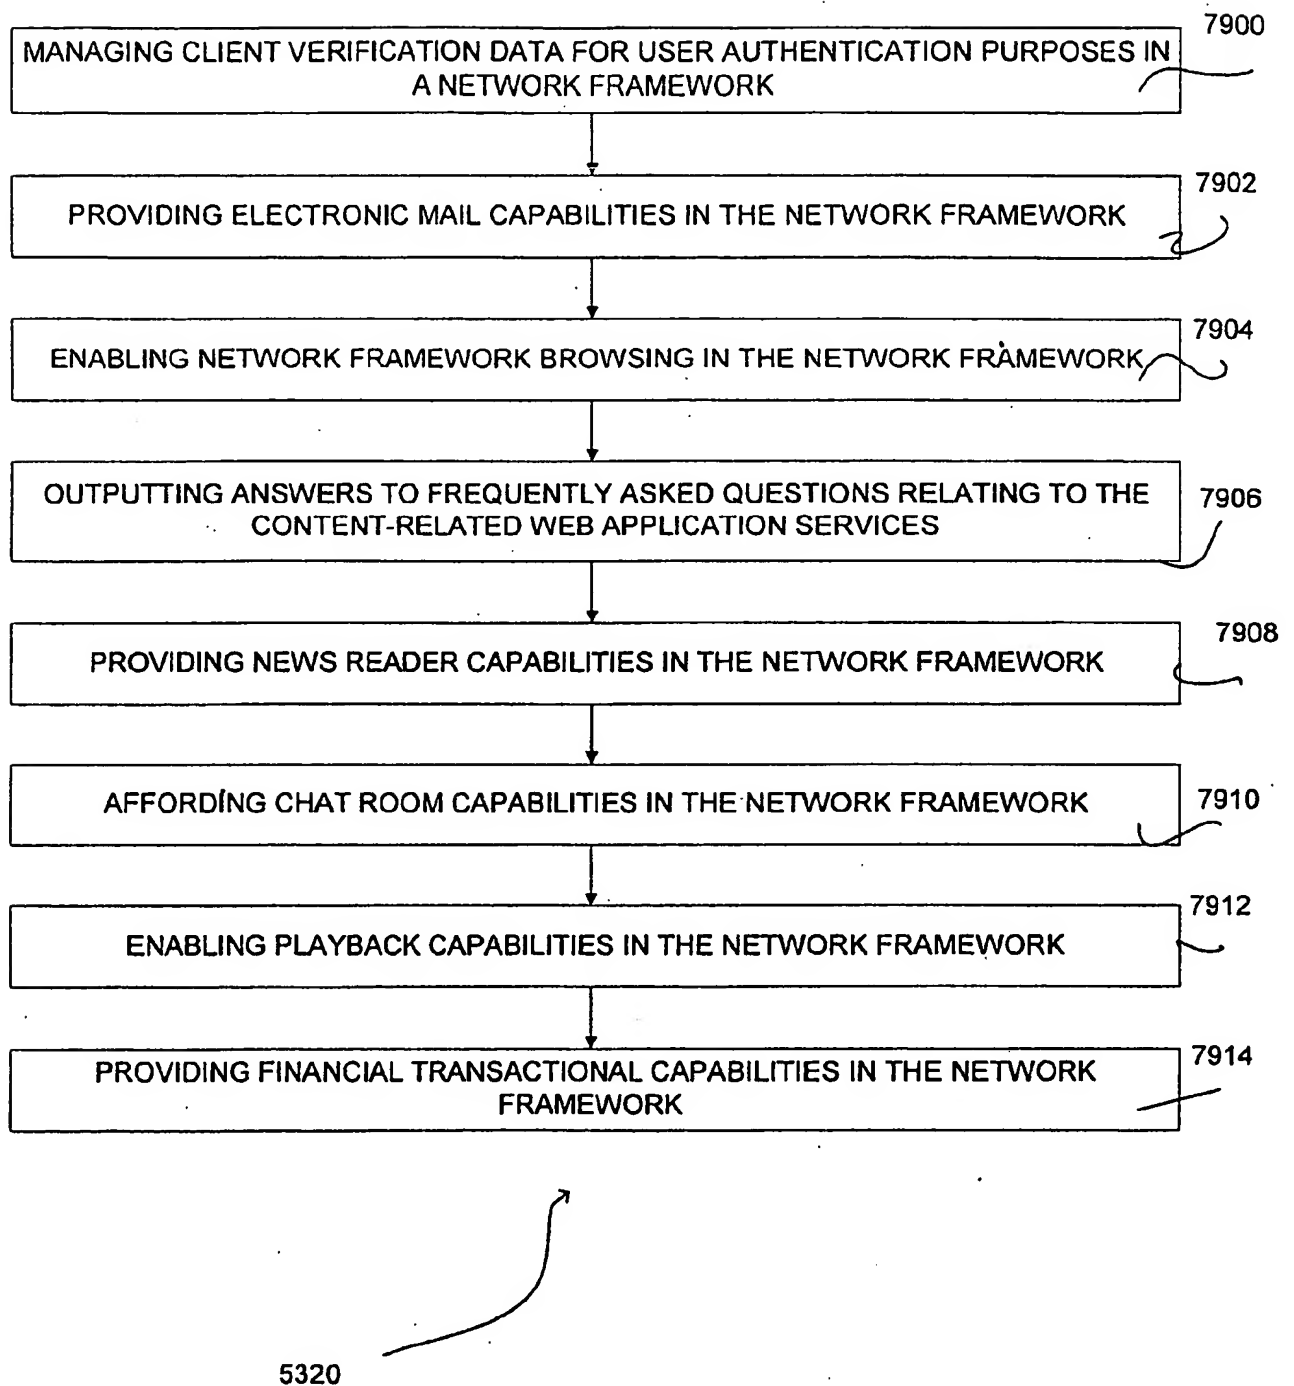 7900
MANAGING CLIENT VERIFICATION DATA FOR USER AUTHENTICATION PURPOSES IN
A NETWORK FRAMEWORK
7902
PROVIDING ELECTRONIC MAIL CAPABILITIES IN THE NETWORK FRAMEWORK
7904
ENABLING NETWORK FRAMEWORK BROWSING IN THE NETWORK FRAMEWORK
OUTPUTTING ANSWERS TO FREQUENTLY ASKED QUESTIONS RELATING TO THE
7906
CONTENT-RELATED WEB APPLICATION SERVICES
7908
PROVIDING NEWS READER CAPABILITIES IN THE NETWORK FRAMEWORK
7910
AFFORDING CHAT ROOM CAPABILITIES IN THE NETWORK FRAMEWORK
7912
ENABLING PLAYBACK CAPABILITIES IN THE NETWORK FRAMEWORK
7914
PROVIDING FINANCIAL TRANSACTIONAL CAPABILITIES IN THE NETWORK
FRAMEWORK
5320